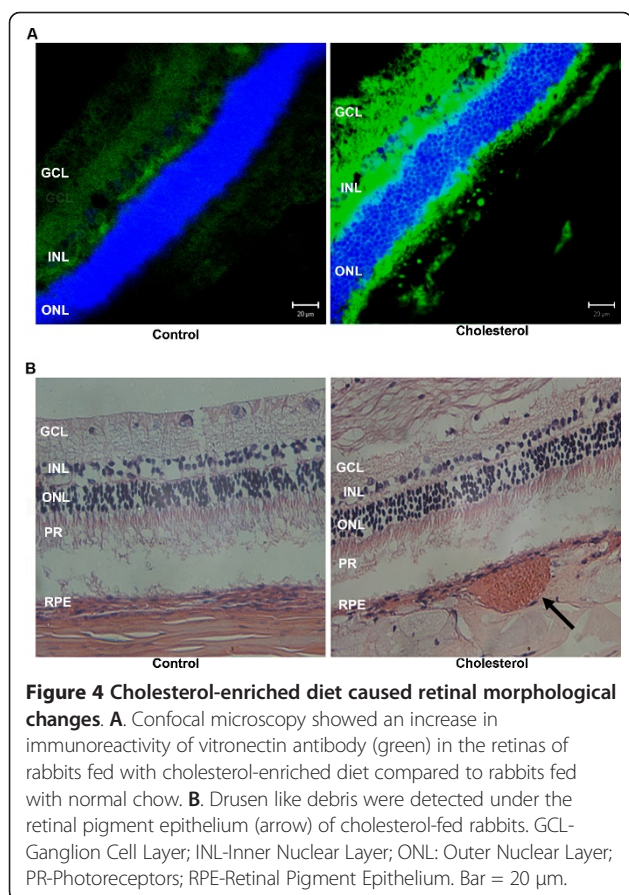 A
GCL
GCL
INL
ONL
20 µm
Control
GCL
INL
ONL
20 µm
Cholesterol
B
GCL
INL
ONL
PR
RPE
Control
GCL
INL
ONL
PR
RPE
Cholesterol
Figure 4 Cholesterol-enriched diet caused retinal morphological
changes. A. Confocal microscopy showed an increase in
immunoreactivity of vitronectin antibody (green) in the retinas of
rabbits fed with cholesterol-enriched diet compared to rabbits fed
with normal chow. B. Drusen like debris were detected under the
retinal pigment epithelium (arrow) of cholesterol-fed rabbits. GCL-
Ganglion Cell Layer; INL-Inner Nuclear Layer; ONL: Outer Nuclear Layer;
PR-Photoreceptors; RPE-Retinal Pigment Epithelium. Bar = 20 µm.